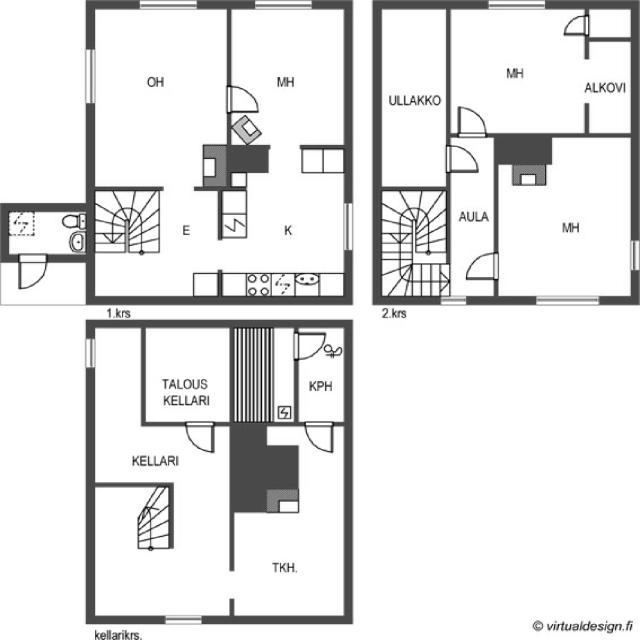 OH
MH
E
K
1.krs
ULLAKKO
MH
ALKOVI
AULA
MH
2.krs
TALOUS
KELLARI
KPH
KELLARI
TKH.
kellarikrs.
© virtualdesign.fi